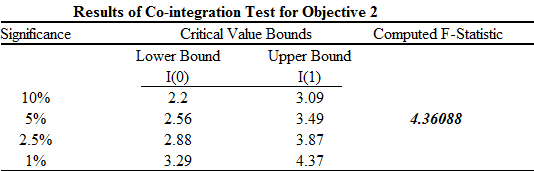 Results of Co-integration Test for Objective 2
Significance Critical Value Bounds Computed F-Statistic
Lower Bound Upper Bound
I(0) I(1)
10% 2.2 3.09
5% 2.56 3.49 4.36088
2.5% 2.88 3.87
1% 3.29 4.37